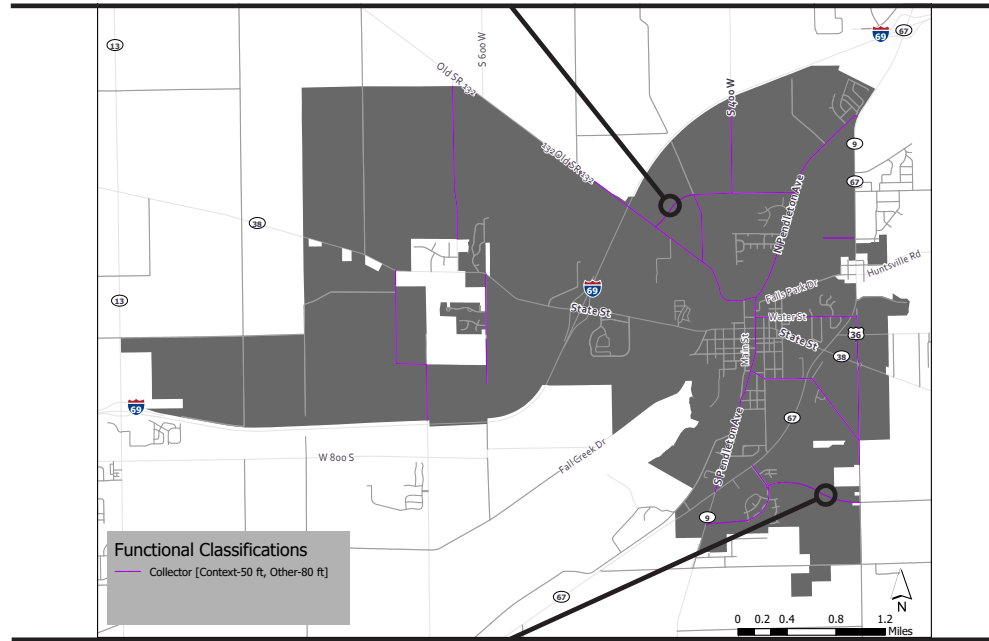 13
S 600 W
69
67
Old SR 132
S 400 W
132
Old SR 132
9
67
N Pendleton Ave
38
Huntsville Rd
13
69
Falls Park Dr
State St
Water St
36
State St
Main St
38
69
67
S Pendleton Ave
W 800 S
Fall Creek Dr
9
Functional Classifications
Collector [Context-50 ft, Other-80 ft]
67
N
0 0.2 0.4 0.8 1.2
Miles